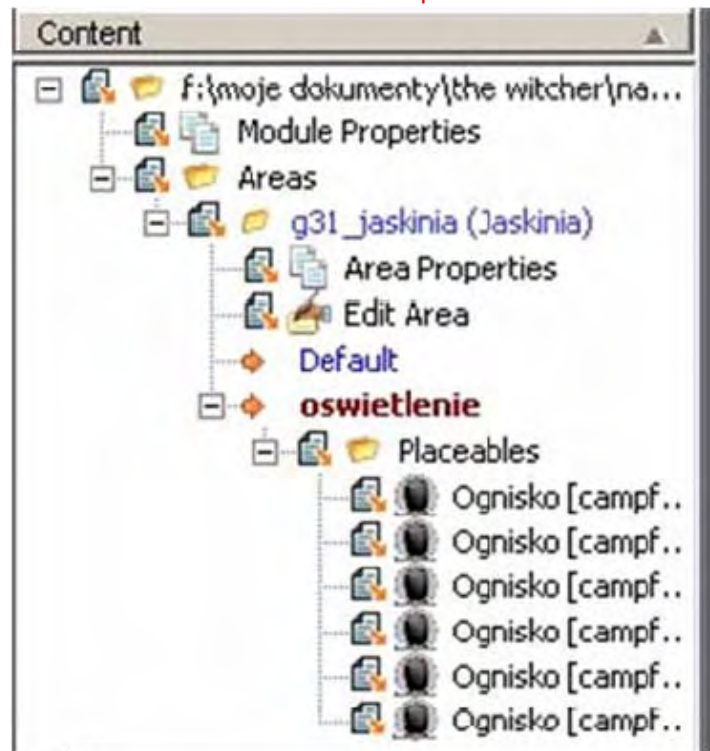 Content
f:\moje dokumenty\the witcher\na...
Module Properties
Areas
g31_jaskinia (Jaskinia)
Area Properties
Edit Area
Default
oswietlenie
Placeables
Ognisko [campf..
Ognisko [campf..
Ognisko [campf..
Ognisko [campf..
Ognisko [campf..
Ognisko [campf..